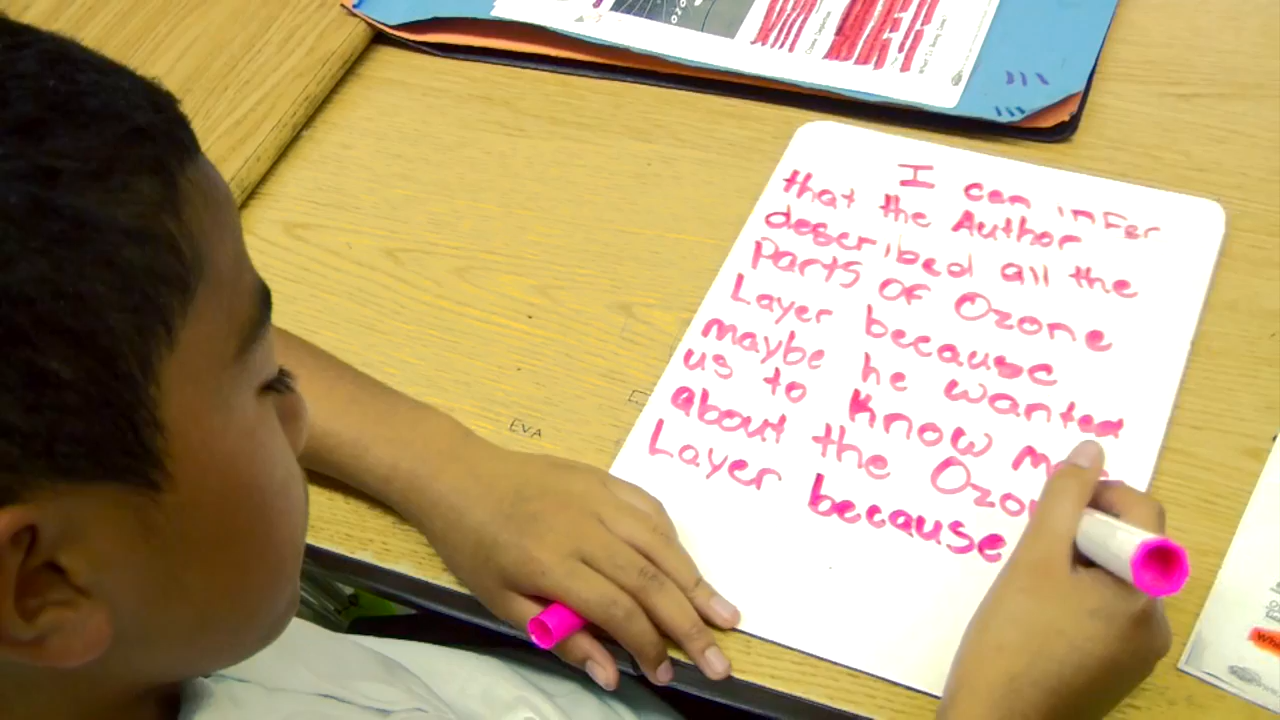 I can infer
that the Author
described all the
Parts of Ozone
Layer because
maybe he wanted
us to know
about the
Layer because
EVA